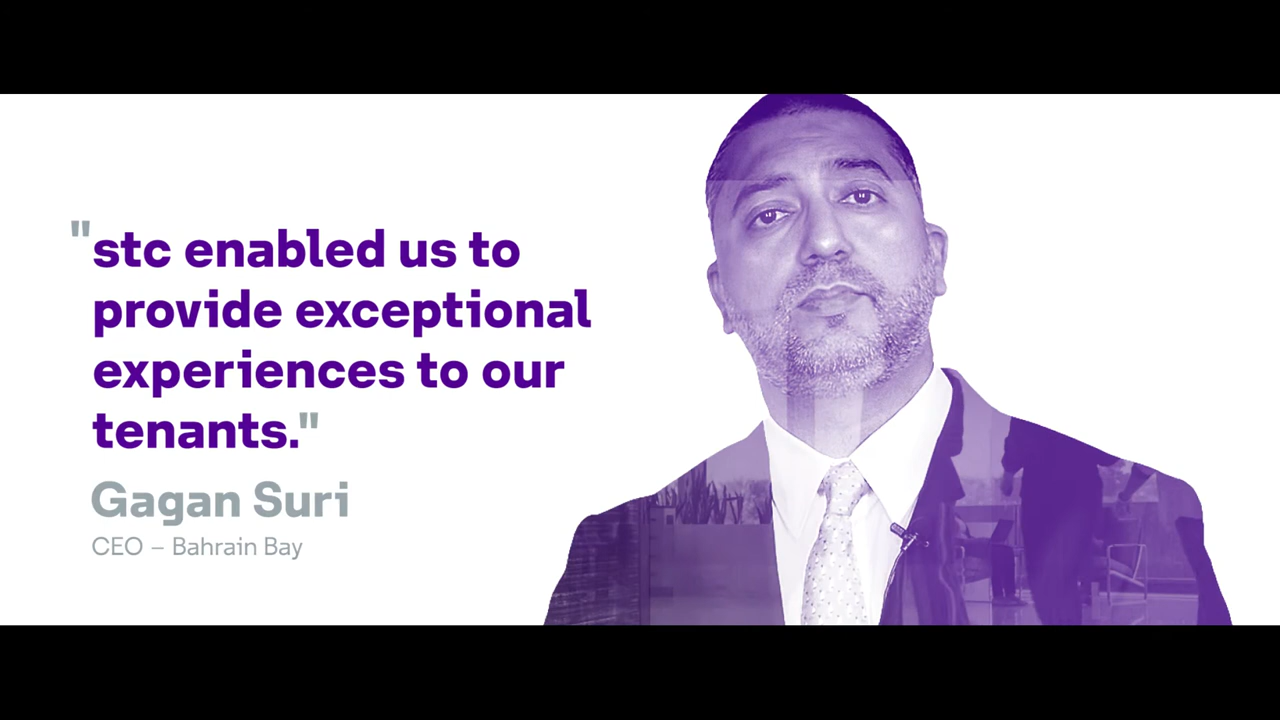 "stc enabled us to
provide exceptional
experiences to our
tenants."
Gagan Suri
CEO – Bahrain Bay